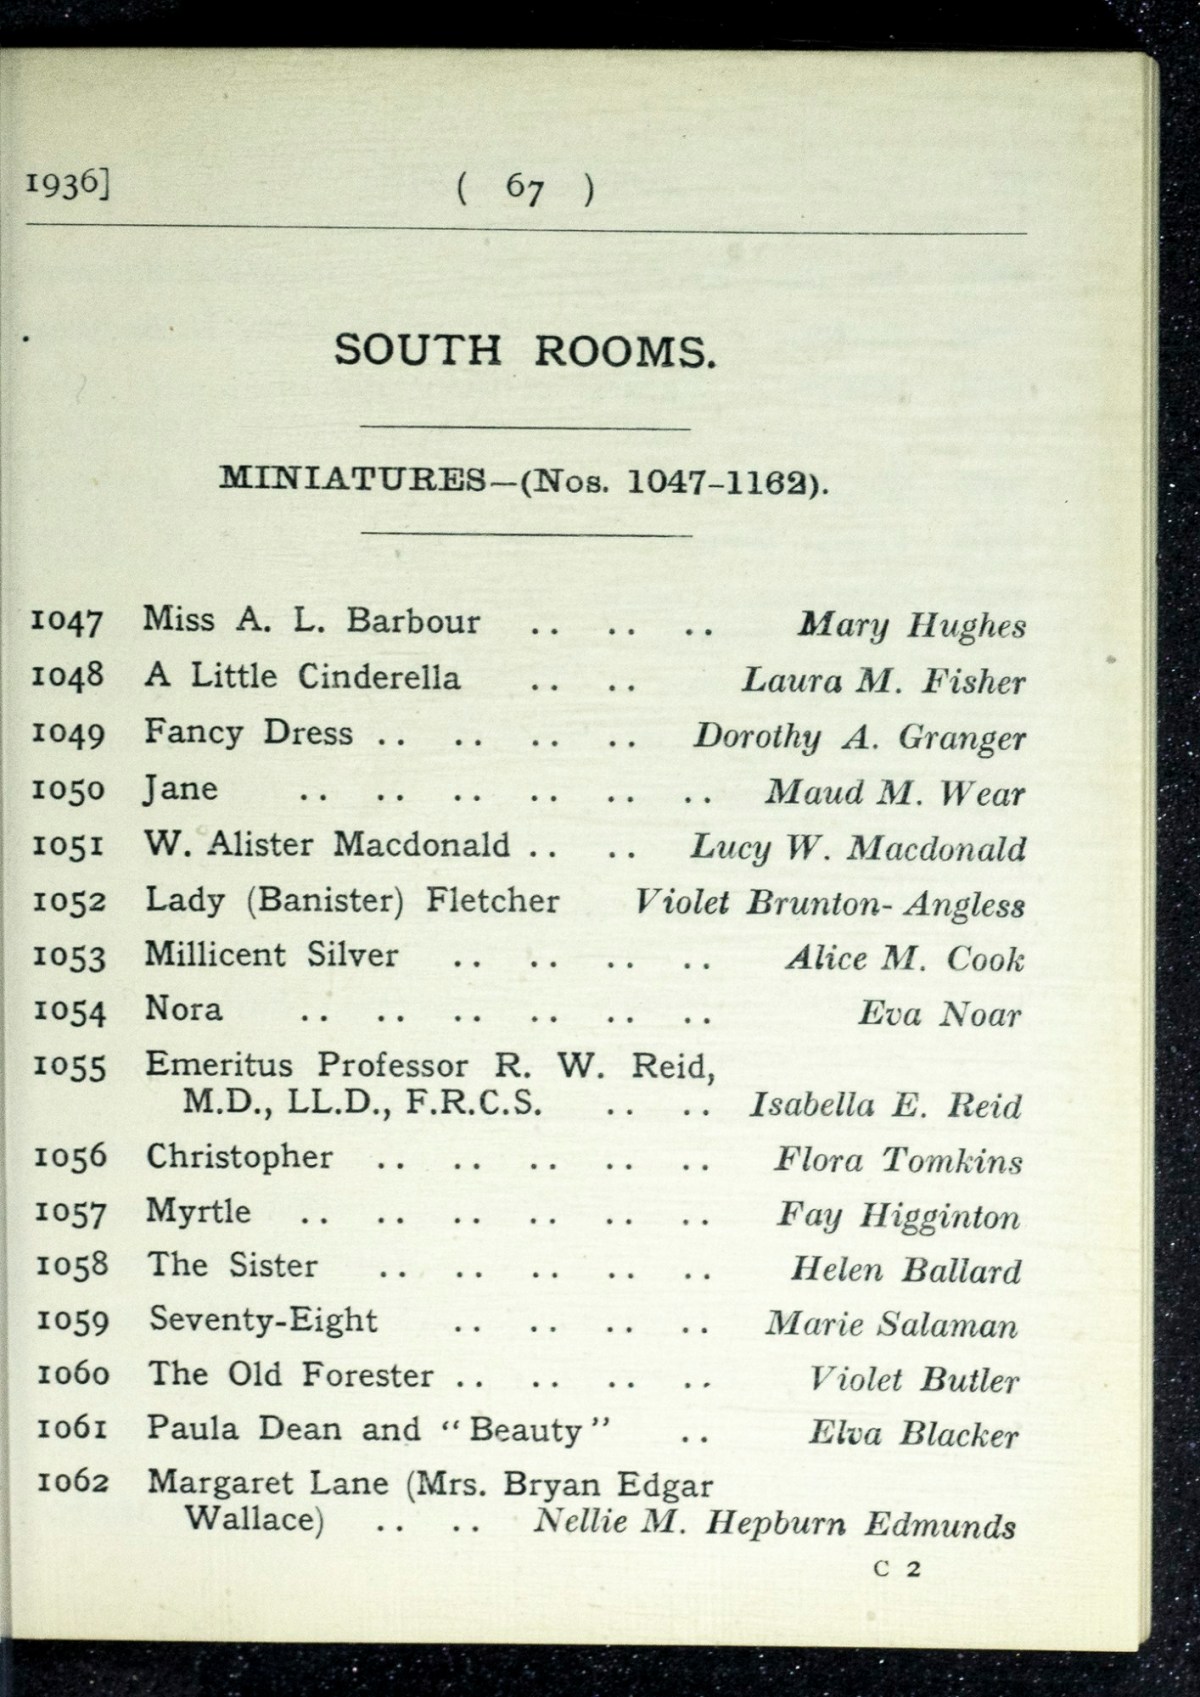 1936] ( 67 )
SOUTH ROOMS.
MINIATURES—(Nos. 1047–1162).
1047 Miss A. L. Barbour .. .. .. Mary Hughes
1048 A Little Cinderella .. .. Laura M. Fisher
1049 Fancy Dress .. .. .. .. Dorothy A. Granger
1050 Jane .. .. .. .. .. .. Maud M. Wear
1051 W. Alister Macdonald .. .. Lucy W. Macdonald
1052 Lady (Banister) Fletcher Violet Brunton- Angless
1053 Millicent Silver .. .. .. .. Alice M. Cook
1054 Nora .. .. .. .. .. .. Eva Noar
1055 Emeritus Professor R. W. Reid,
M.D., LL.D., F.R.C.S. .. .. Isabella E. Reid
1056 Christopher .. .. .. .. .. Flora Tomkins
1057 Myrtle .. .. .. .. .. .. Fay Higginton
1058 The Sister .. .. .. .. .. Helen Ballard
1059 Seventy-Eight .. .. .. .. Marie Salaman
1060 The Old Forester .. .. .. .. Violet Butler
1061 Paula Dean and “Beauty” .. Elva Blacker
1062 Margaret Lane (Mrs. Bryan Edgar
Wallace) .. .. Nellie M. Hepburn Edmunds
C 2